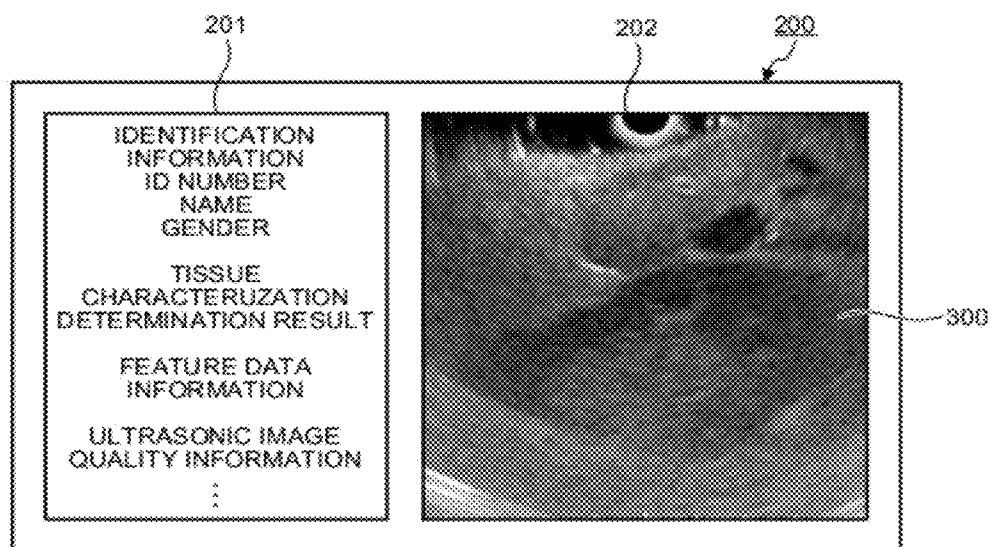 201
202
200
IDENTIFICATION
INFORMATION
ID NUMBER
NAME
GENDER
TISSUE
CHARACTERUZATION
DETERMINATION RESULT
FEATURE DATA
INFORMATION
ULTRASONIC IMAGE
QUALITY INFORMATION
300